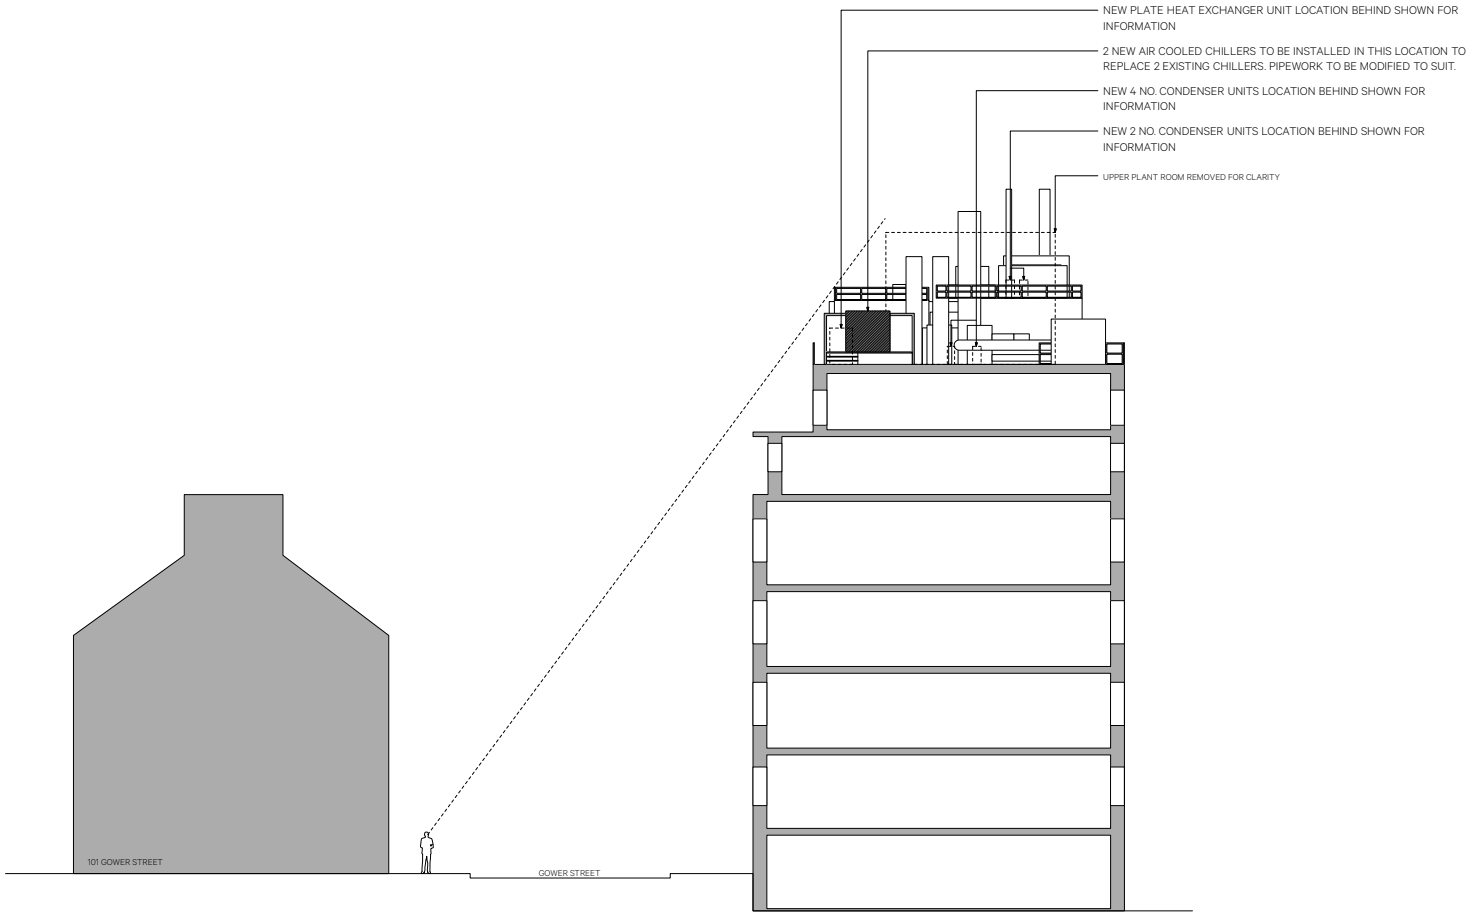 NEW PLATE HEAT EXCHANGER UNIT LOCATION BEHIND SHOWN FOR
INFORMATION
2 NEW AIR COOLED CHILLERS TO BE INSTALLED IN THIS LOCATION TO
REPLACE 2 EXISTING CHILLERS. PIPEWORK TO BE MODIFIED TO SUIT.
NEW 4 NO. CONDENSER UNITS LOCATION BEHIND SHOWN FOR
INFORMATION
NEW 2 NO. CONDENSER UNITS LOCATION BEHIND SHOWN FOR
INFORMATION
UPPER PLANT ROOM REMOVED FOR CLARITY
101 GOWER STREET
GOWER STREET